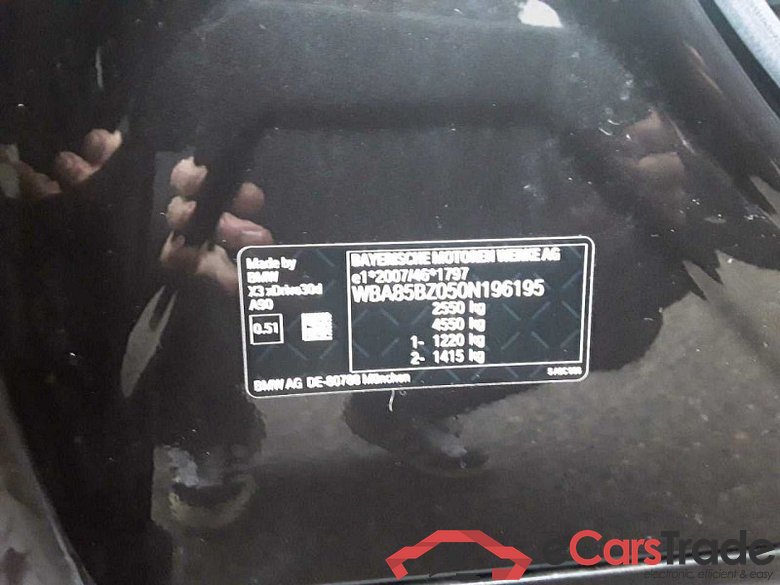 Made by
BMW
X3 xDrive30d
A90
0.51
BAYERISCHE MOTOREN WERKE AG
e1*2007/46*1797
WBA85BZ050N196195
2550 kg
4550 kg
1- 1220 kg
2- 1415 kg
BMW AG DE-80788 München
eCarsTrade
electronic, efficient & easy